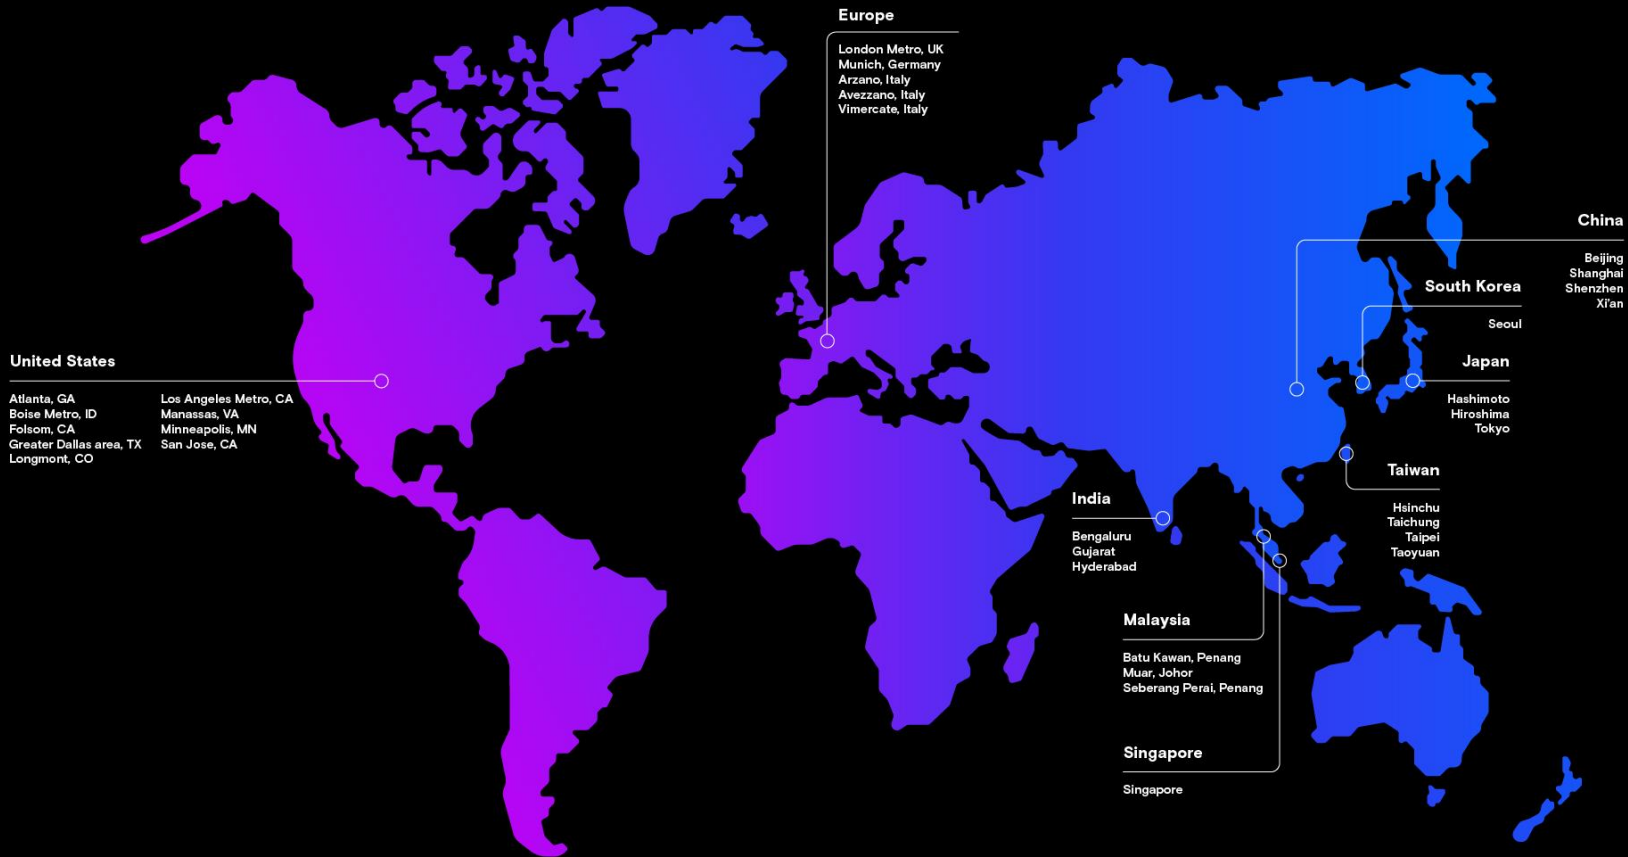 Europe
London Metro, UK
Munich, Germany
Arzano, Italy
Avezzano, Italy
Vimercate, Italy
China
Beijing
Shanghai
Shenzhen
Xi'an
South Korea
Seoul
United States
Atlanta, GA
Boise Metro, ID
Folsom, CA
Greater Dallas area, TX
Longmont, CO
Los Angeles Metro, CA
Manassas, VA
Minneapolis, MN
San Jose, CA
Japan
Hashimoto
Hiroshima
Tokyo
Taiwan
Hsinchu
Taichung
Taipei
Taoyuan
India
Bengaluru
Gujarat
Hyderabad
Malaysia
Batu Kawan, Penang
Muar, Johor
Seberang Perai, Penang
Singapore
Singapore